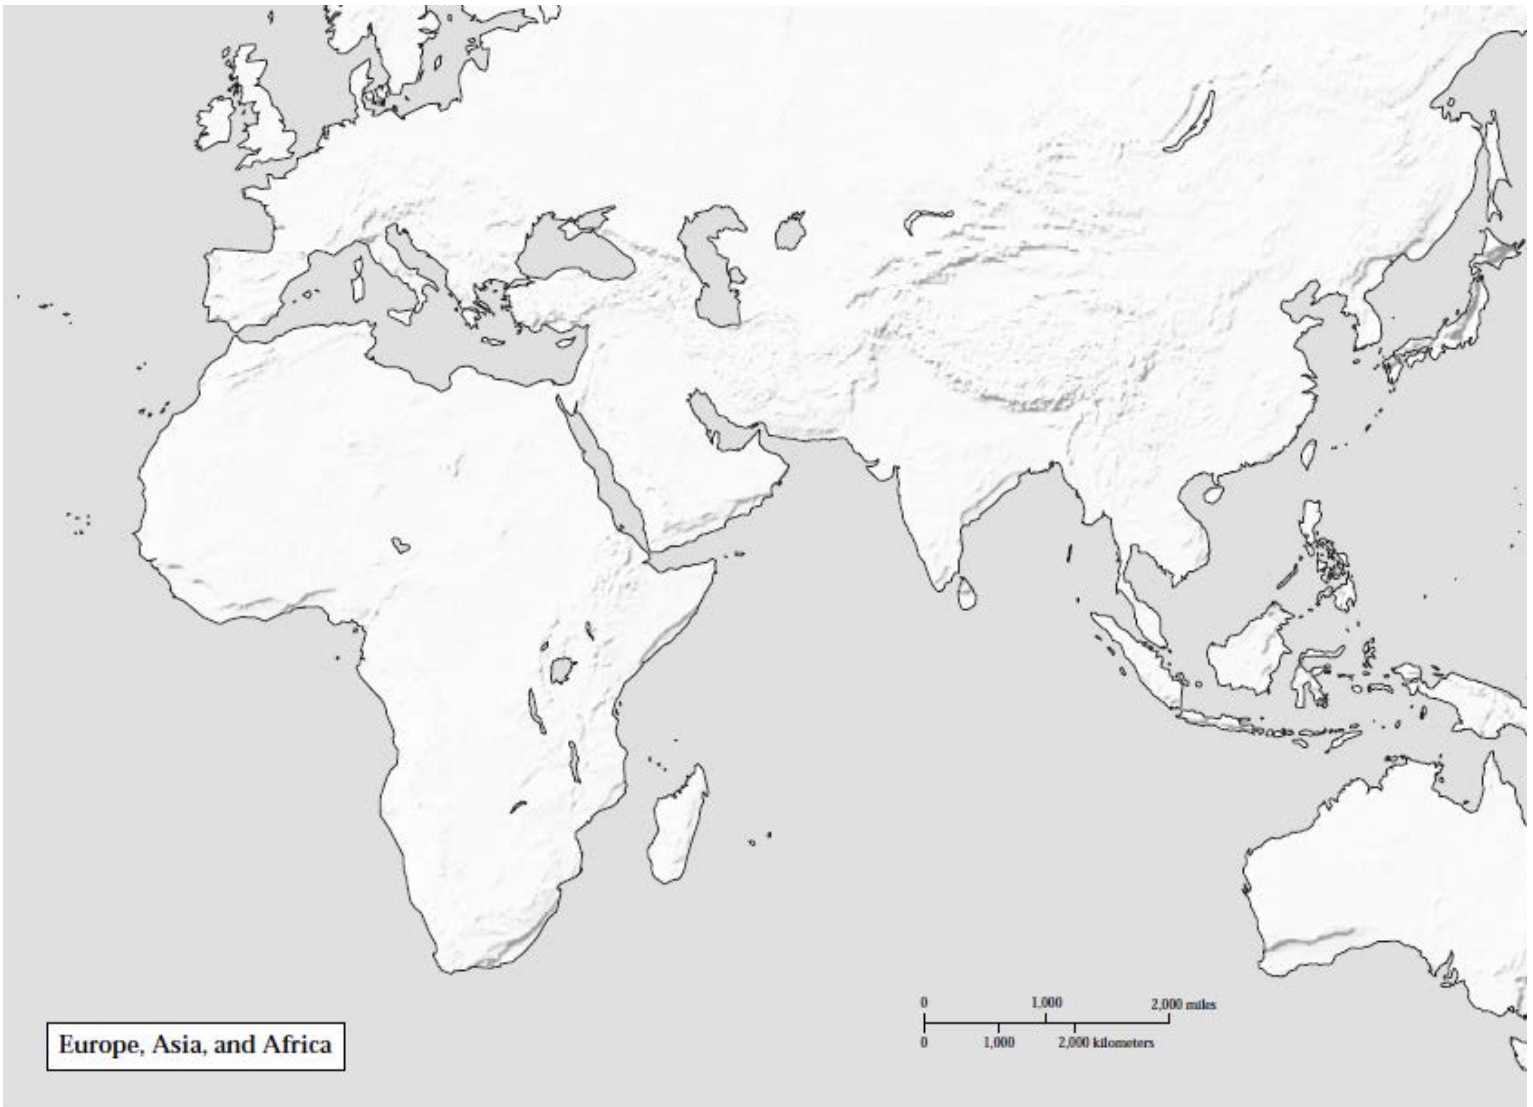 0 1,000 2,000 miles
0 1,000 2,000 kilometers
Europe, Asia, and Africa